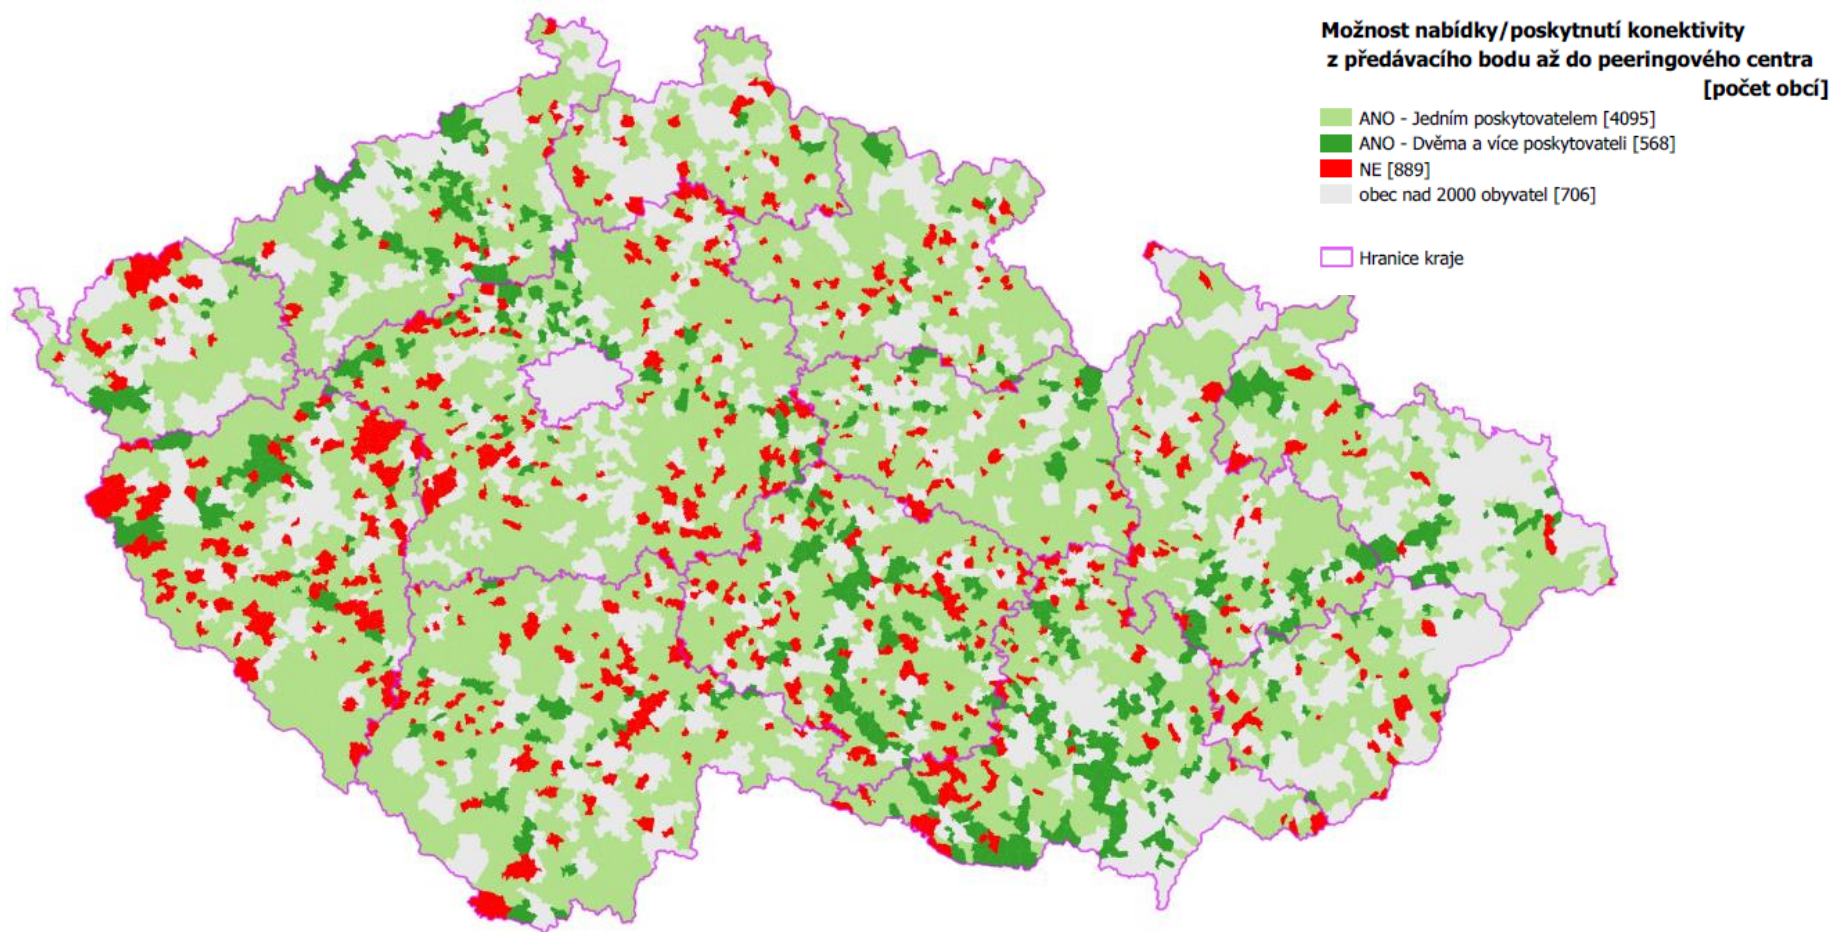 Možnost nabídky/poskytnutí konektivity
z předávacího bodu až do peeringového centra
[počet obcí]
ANO - Jedním poskytovatelem [4095]
ANO - Dvěma a více poskytovateli [568]
NE [889]
obec nad 2000 obyvatel [706]
Hranice kraje